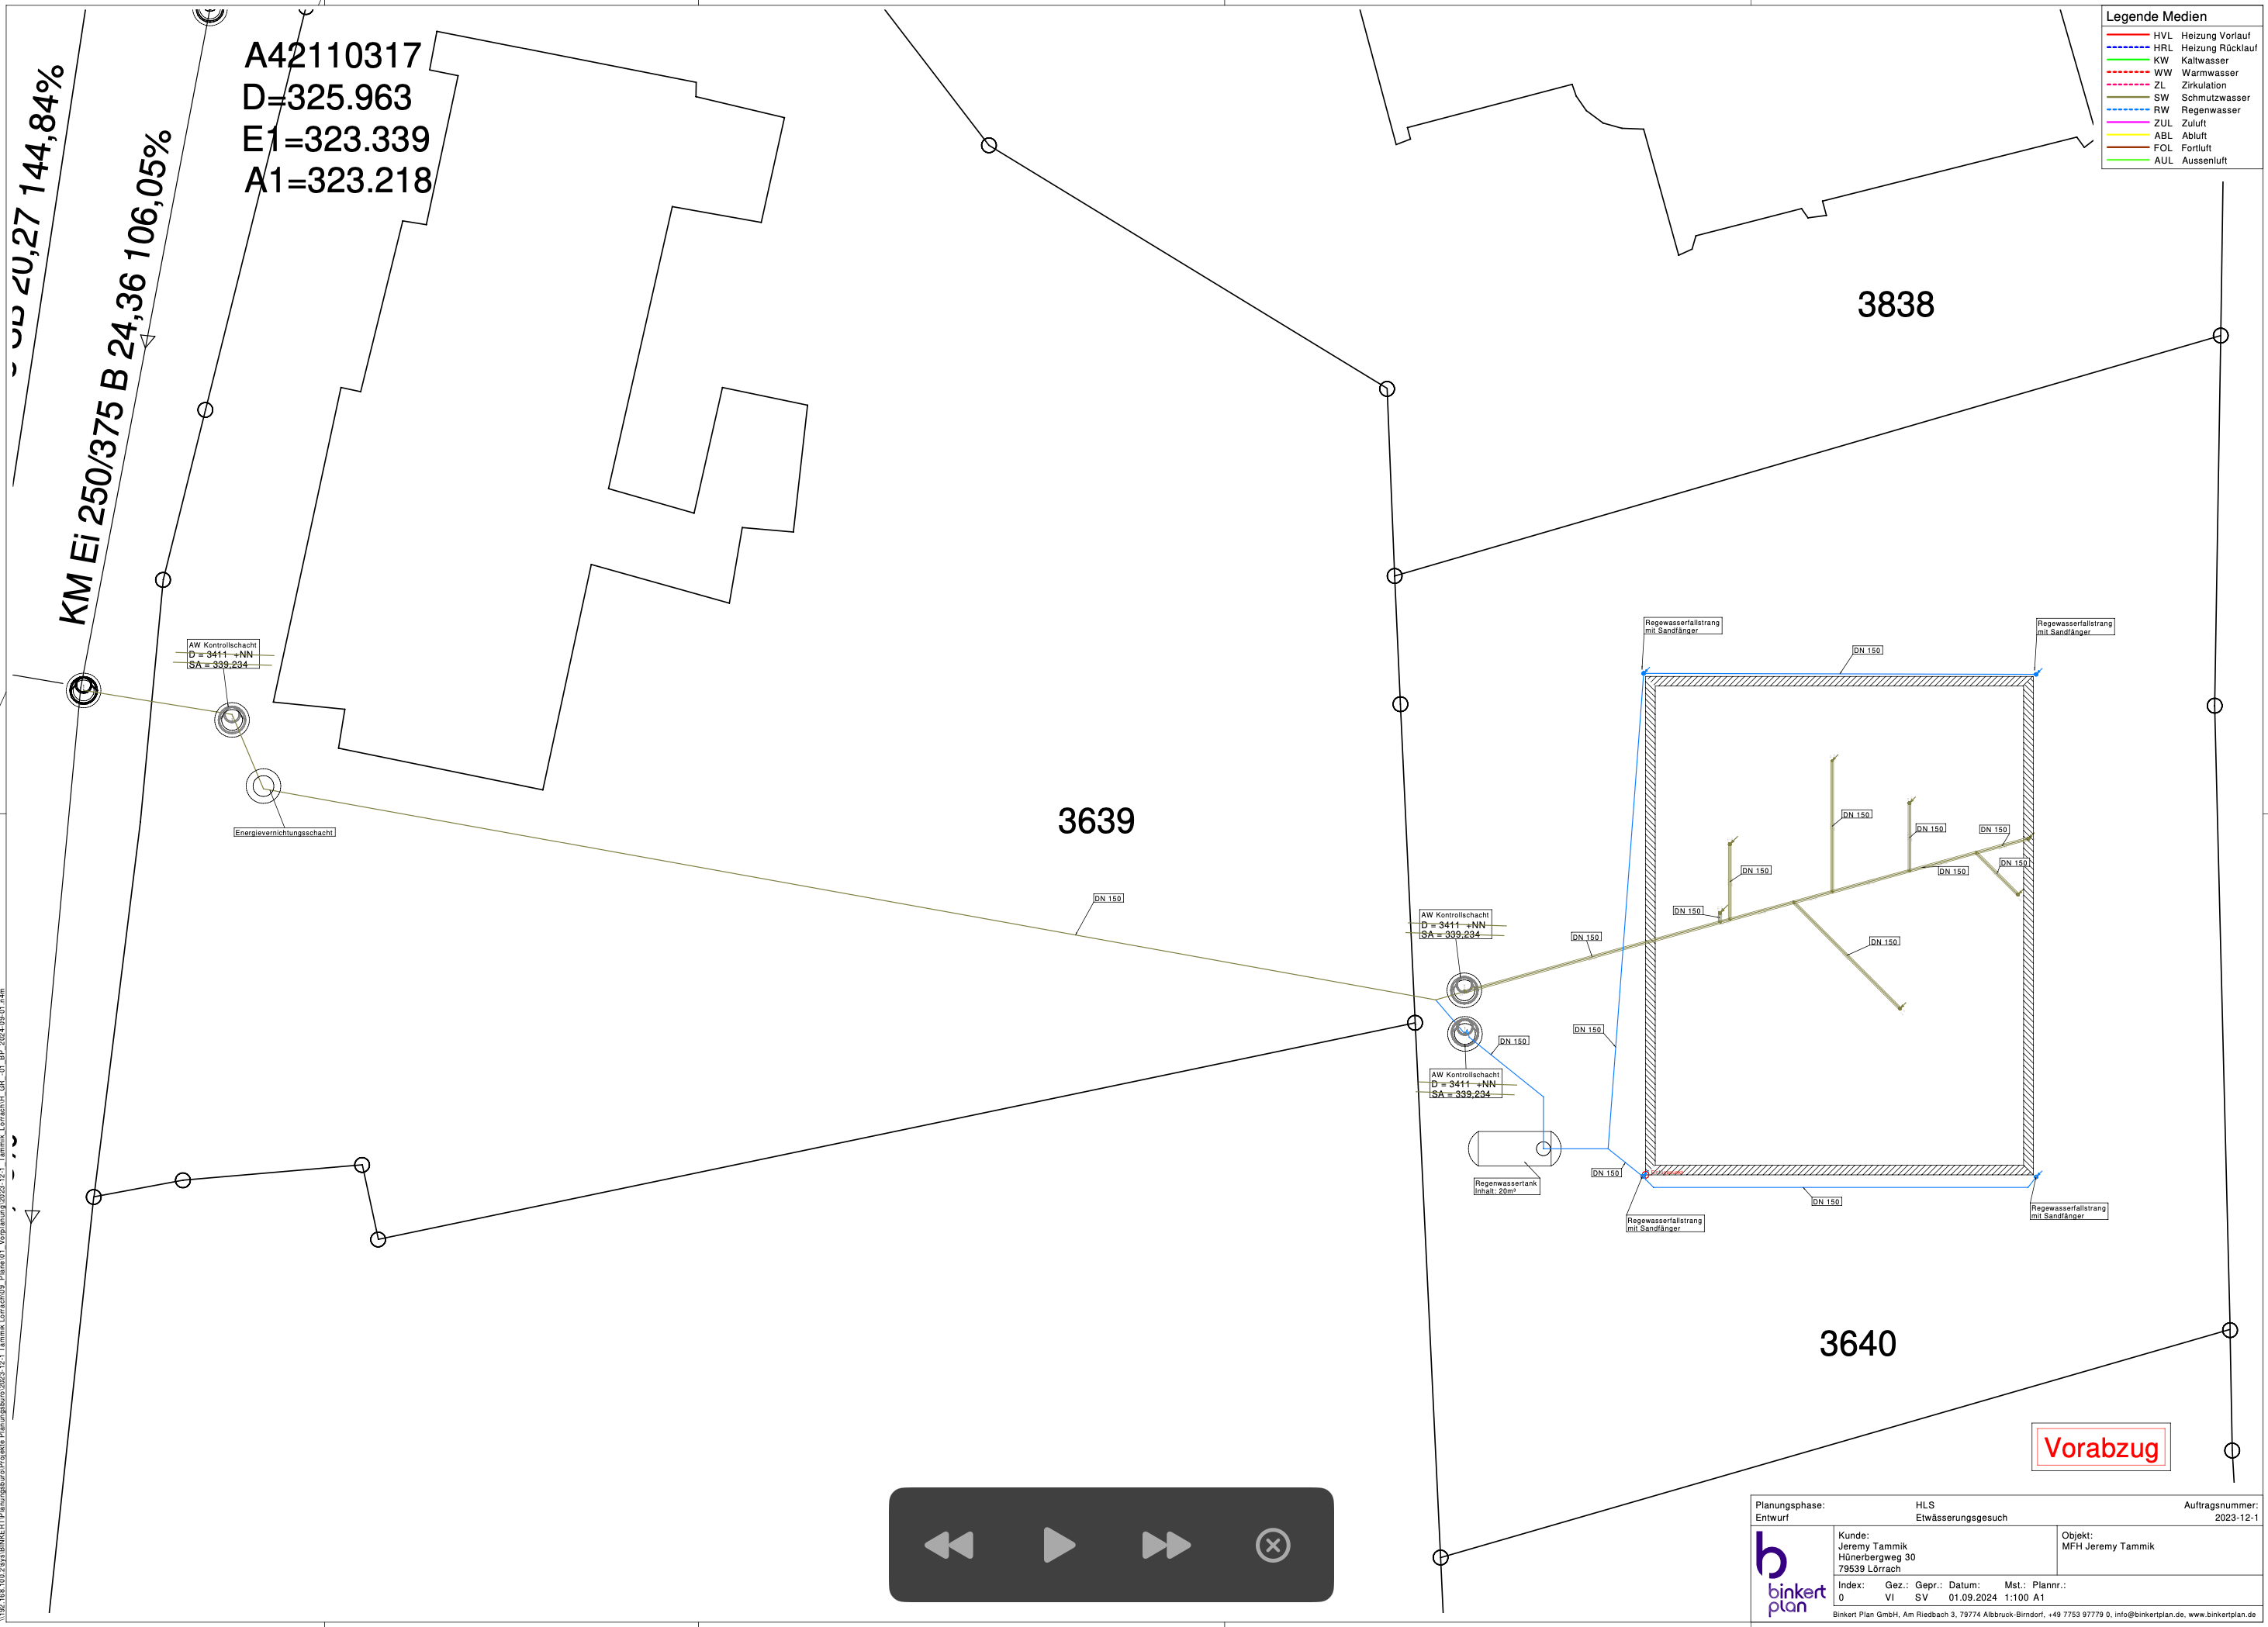 A42110317
D=325.963
E1=323.339
A1=323.218
20,27 144,84%
KM Ei 250/375 B 24,36 106,05%
Legende Medien
HVL Heizung Vorlauf
HRL Heizung Rücklauf
KW Kaltwasser
WW Warmwasser
ZL Zirkulation
SW Schmutzwasser
RW Regenwasser
ZUL Zuluft
ABL Abluft
FOL Fortluft
AUL Aussenluft
3838
AW Kontrollschacht
D = 3411 +NN
SA = 339,234
Energievernichtungsschacht
3639
DN 150
Regewasserfallstrang
mit Sandfänger
DN 150
Regewasserfallstrang
mit Sandfänger
DN 150
DN 150
DN 150
DN 150
DN 150
DN 150
DN 150
DN 150
DN 150
AW Kontrollschacht
D = 3411 +NN
SA = 339,234
DN 150
DN 150
AW Kontrollschacht
D = 3411 +NN
SA = 339,234
Regenwassertank
Inhalt: 20m³
DN 150
DN 150
Regewasserfallstrang
mit Sandfänger
Regewasserfallstrang
mit Sandfänger
3640
Vorabzug
Planungsphase: HLS Auftragsnummer:
Entwurf Etwässerungsgesuch 2023-12-1
Kunde: Objekt:
Jeremy Tammik MFH Jeremy Tammik
Hünerbergweg 30
79539 Lörrach
Index: Gez.: Gepr.: Datum: Mst.: Plannr.:
0 VI SV 01.09.2024 1:100 A1
binkert
plan
Binkert Plan GmbH, Am Riedbach 3, 79774 Albbruck-Birndorf, +49 7753 97779 0, info@binkertplan.de, www.binkertplan.de